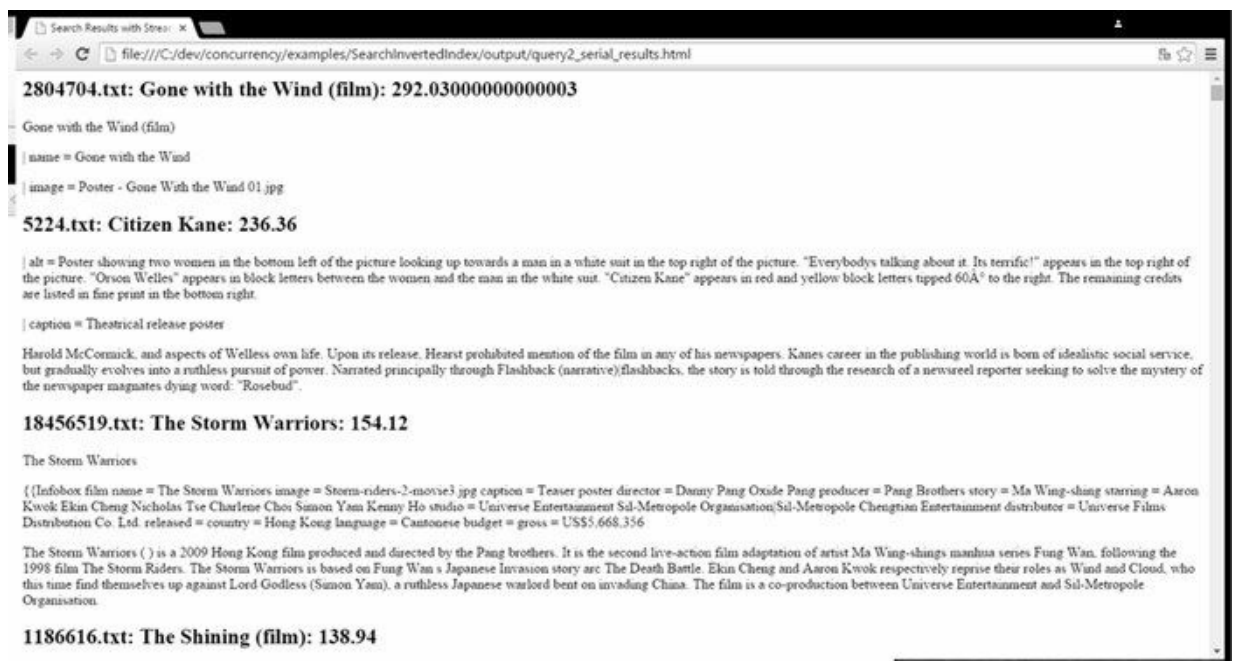 Search Results with Strea
file:///C:/dev/concurrency/examples/SearchInvertedIndex/output/query2_serial_results.html
2804704.txt: Gone with the Wind (film): 292.03000000000003
Gone with the Wind (film)
| name = Gone with the Wind
| image = Poster - Gone With the Wind 01.jpg
5224.txt: Citizen Kane: 236.36
| alt = Poster showing two women in the bottom left of the picture looking up towards a man in a white suit in the top right of the picture. "Everybodys talking about it. Its terrific!" appears in the top right of
the picture. "Orson Welles" appears in block letters between the women and the man in the white suit. "Citizen Kane" appears in red and yellow block letters tipped 60Â° to the right. The remaining credits
are listed in fine print in the bottom right.
| caption = Theatrical release poster
Harold McCormick, and aspects of Welless own life. Upon its release, Hearst prohibited mention of the film in any of his newspapers. Kanes career in the publishing world is born of idealistic social service,
but gradually evolves into a ruthless pursuit of power. Narrated principally through Flashback (narrative)|flashbacks, the story is told through the research of a newsreel reporter seeking to solve the mystery of
the newspaper magnates dying word: "Rosebud".
18456519.txt: The Storm Warriors: 154.12
The Storm Warriors
{{Infobox film name = The Storm Warriors image = Storm-riders-2-movie3.jpg caption = Teaser poster director = Danny Pang Oxide Pang producer = Pang Brothers story = Ma Wing-shing starring = Aaron
Kwok Ekin Cheng Nicholas Tse Charlene Choi Simon Yam Kenny Ho studio = Universe Entertainment Sil-Metropole Organisation|Sil-Metropole Chengtian Entertainment distributor = Universe Films
Distribution Co. Ltd. released = country = Hong Kong language = Cantonese budget = gross = US$5,668,356
The Storm Warriors ( ) is a 2009 Hong Kong film produced and directed by the Pang brothers. It is the second live-action film adaptation of artist Ma Wing-shings manhua series Fung Wan, following the
1998 film The Storm Riders. The Storm Warriors is based on Fung Wan s Japanese Invasion story arc The Death Battle. Ekin Cheng and Aaron Kwok respectively reprise their roles as Wind and Cloud, who
this time find themselves up against Lord Godless (Simon Yam), a ruthless Japanese warlord bent on invading China. The film is a co-production between Universe Entertainment and Sil-Metropole
Organisation.
1186616.txt: The Shining (film): 138.94